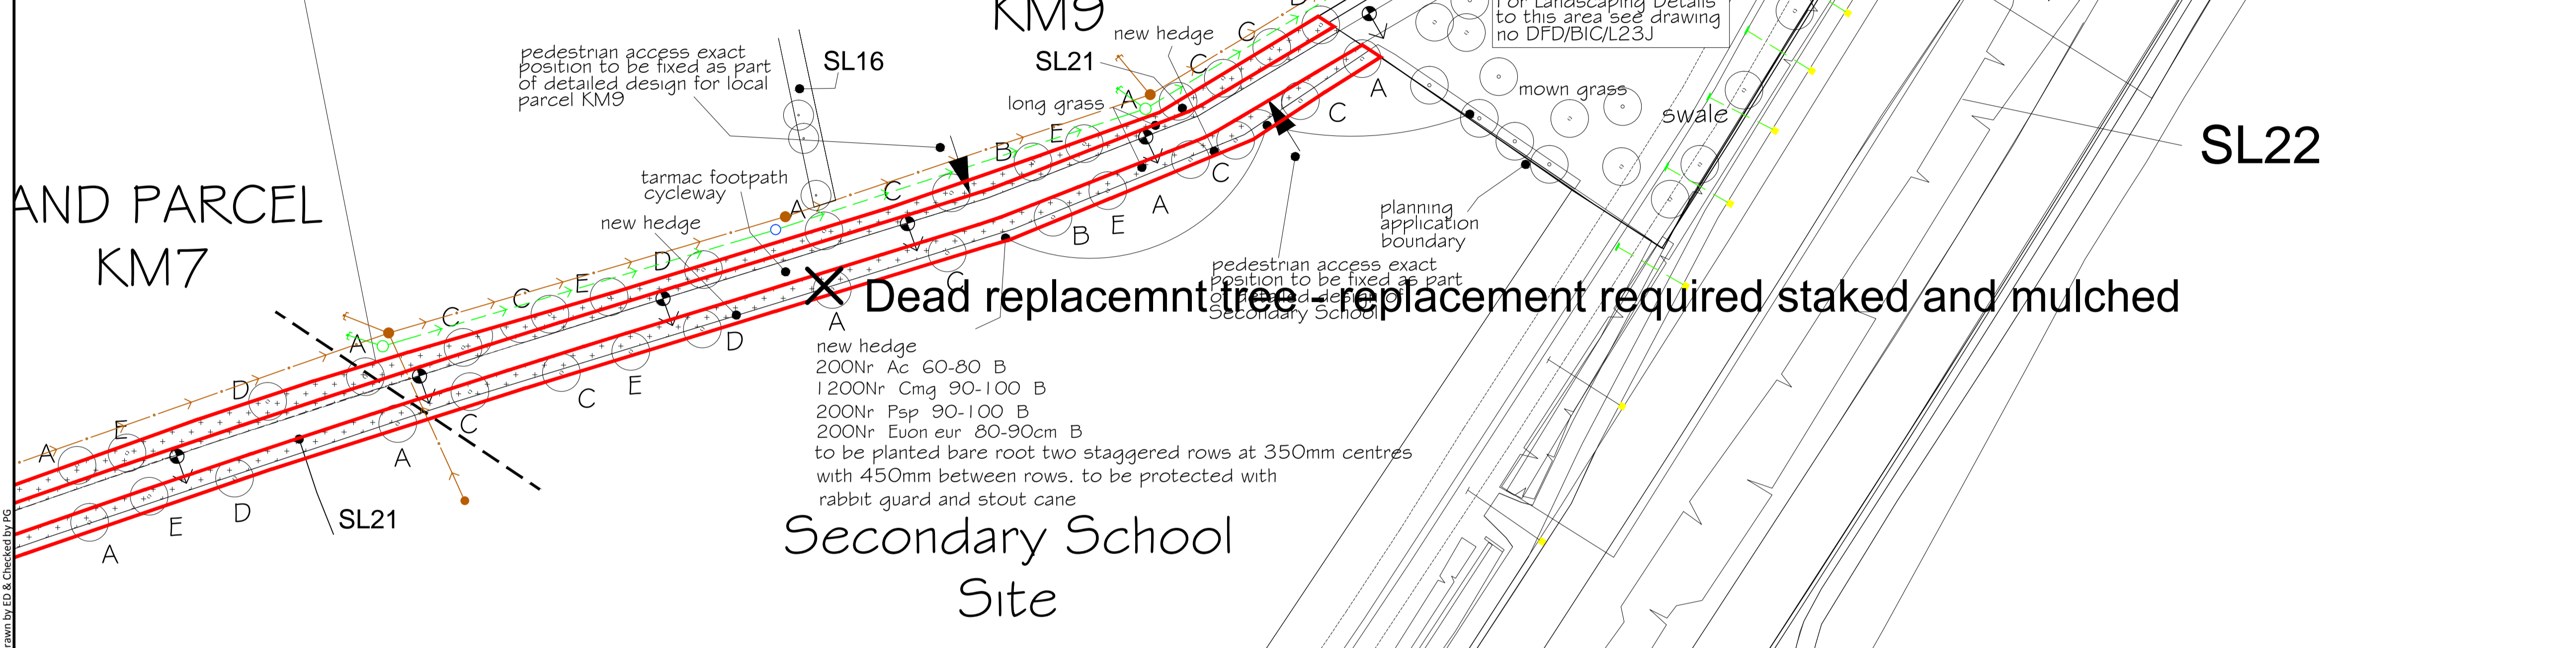 KM9
For Landscaping Details
to this area see drawing
no DFD/BIC/L23J
new hedge
SL21
long grass
pedestrian access exact
position to be fixed as part
of detailed design for local
parcel KM9
SL16
mown grass
swale
SL22
tarmac footpath
cycleway
new hedge
AND PARCEL
KM7
planning
application
boundary
pedestrian access exact
position to be fixed as part
of detailed design of
Secondary School
Dead replacemnt tree - replacement required staked and mulched
new hedge
200Nr Ac 60-80 B
1200Nr Cmg 90-100 B
200Nr Psp 90-100 B
200Nr Euon eur 80-90cm B
to be planted bare root two staggered rows at 350mm centres
with 450mm between rows. to be protected with
rabbit guard and stout cane
SL21
Secondary School
Site
A E D A C C E D A C B E A C C D
A E D A C C E D A C B E A C C A
rawn by ED & Checked by PG